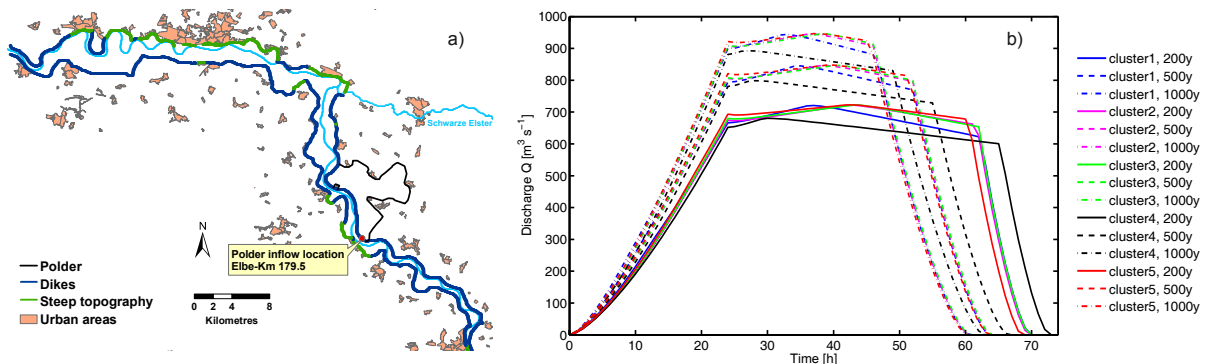 a)
Schwarze Elster
N
Polder inflow location
Elbe-Km 179.5
Polder
Dikes
Steep topography
Urban areas
0 2 4 8
Kilometres
b)
Discharge Q [m³ s⁻¹]
1000
900
800
700
600
500
400
300
200
100
0
0 10 20 30 40 50 60 70 80
Time [h]
cluster1, 200y
cluster1, 500y
cluster1, 1000y
cluster2, 200y
cluster2, 500y
cluster2, 1000y
cluster3, 200y
cluster3, 500y
cluster3, 1000y
cluster4, 200y
cluster4, 500y
cluster4, 1000y
cluster5, 200y
cluster5, 500y
cluster5, 1000y